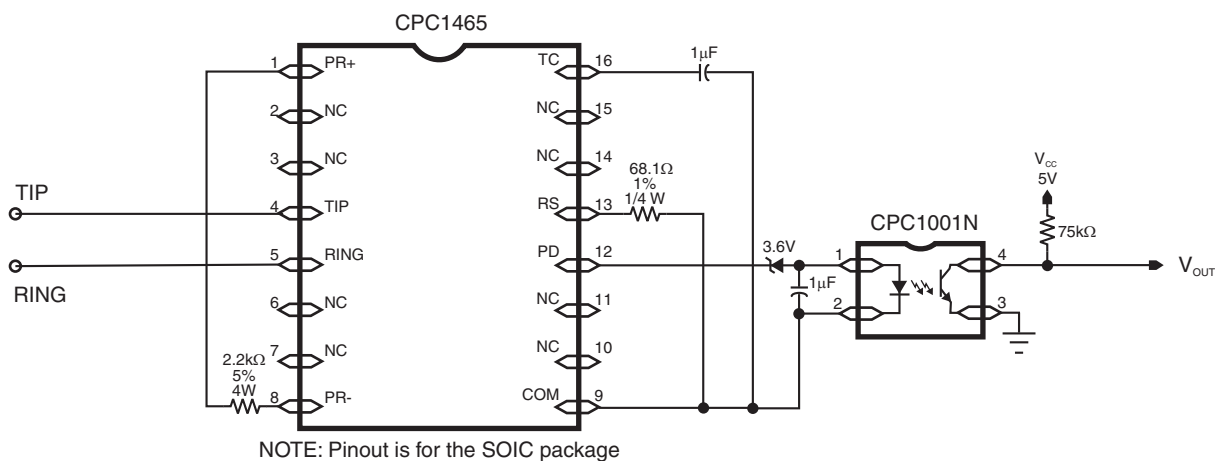 CPC1465
1 PR+
2 NC
3 NC
TIP
4 TIP
5 RING
RING
6 NC
7 NC
2.2kΩ
5%
4W
8 PR-
TC 16
1μF
NC 15
NC 14
68.1Ω
1%
1/4 W
RS 13
PD 12
NC 11
NC 10
COM 9
3.6V
1μF
CPC1001N
1
2
4
3
VCC
5V
75kΩ
VOUT
NOTE: Pinout is for the SOIC package